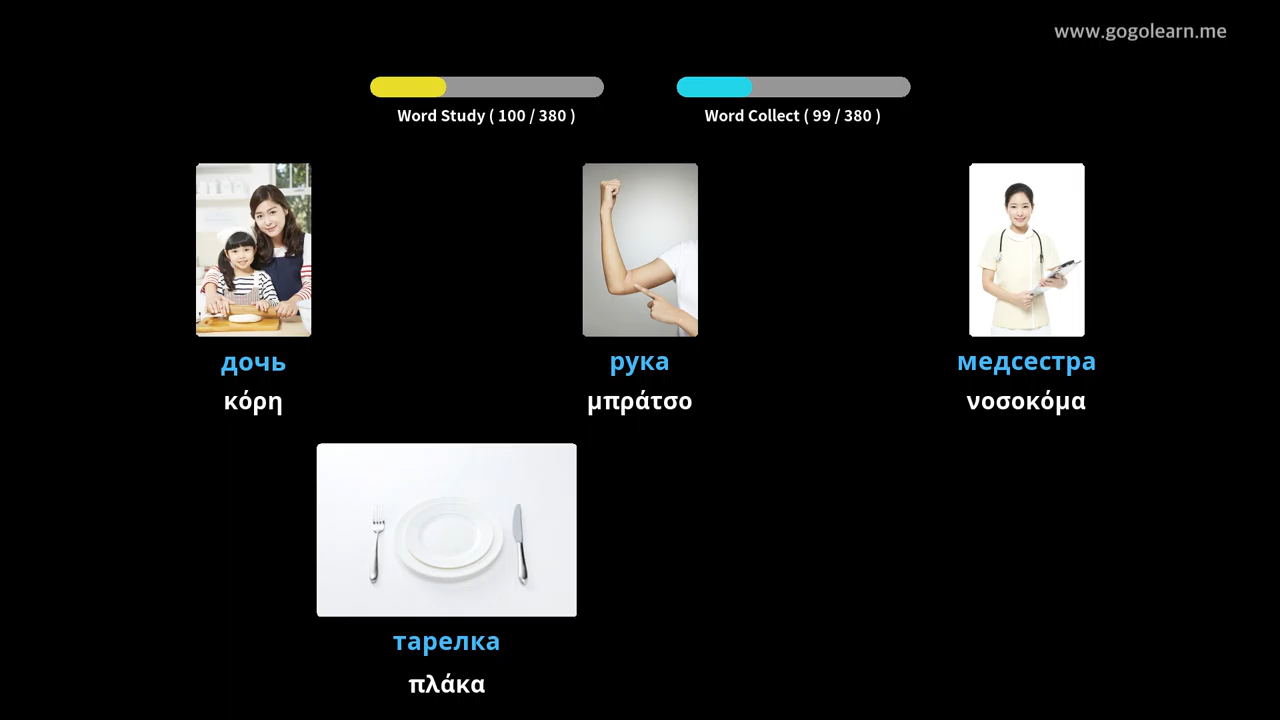 www.gogolearn.me
Word Study ( 100 / 380 )
Word Collect ( 99 / 380 )
дочь
рука
медсестра
κόρη
μπράτσο
νοσοκόμα
тарелка
πλάκα